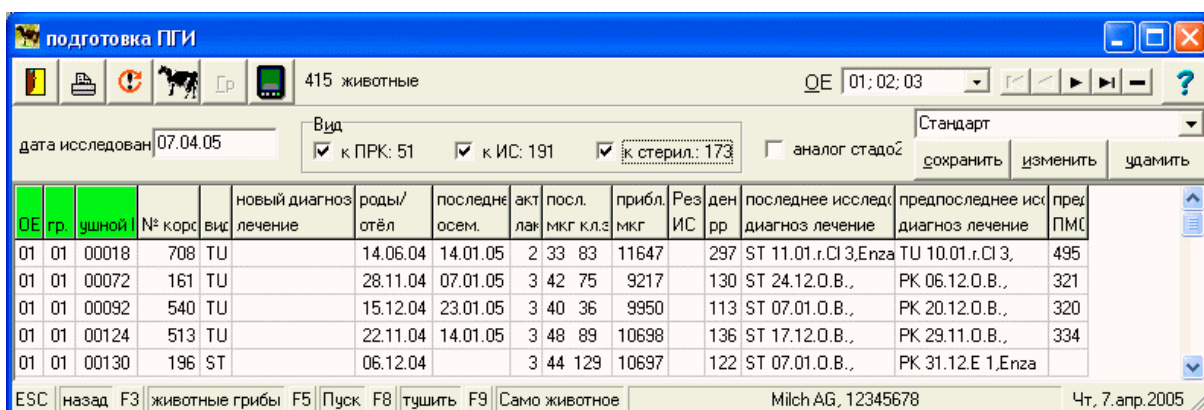 подготовка ПГИ
Гр 415 животные ОЕ 01; 02; 03 ?
дата исследован 07.04.05 Вид к ПРК: 51 к ИС: 191 к стерил.: 173 аналог стадо2 Стандарт
сохранить изменить удамить
новый диагноз роды/ последне акт посл. прибл. Рез ден последнее исследо предпоследнее исс пред
ОЕ гр. ушной № корс вид лечение отёл осем. лак мкг кл.з мкг ИС рр диагноз лечение диагноз лечение ПМ
01 01 00018 708 TU 14.06.04 14.01.05 2 33 83 11647 297 ST 11.01.r.Cl 3,Enza TU 10.01.r.Cl 3, 495
01 01 00072 161 TU 28.11.04 07.01.05 3 42 75 9217 130 ST 24.12.O.B., PK 06.12.O.B., 321
01 01 00092 540 TU 15.12.04 23.01.05 3 40 36 9950 113 ST 07.01.O.B., PK 20.12.O.B., 320
01 01 00124 513 TU 22.11.04 14.01.05 3 48 89 10698 136 ST 17.12.O.B., PK 29.11.O.B., 334
01 01 00130 196 ST 06.12.04 3 44 129 10697 122 ST 07.01.O.B., PK 31.12.E 1,Enza
ESC назад F3 животные грибы F5 Пуск F8 тушить F9 Само животное Milch AG, 12345678 Чт, 7.апр.2005